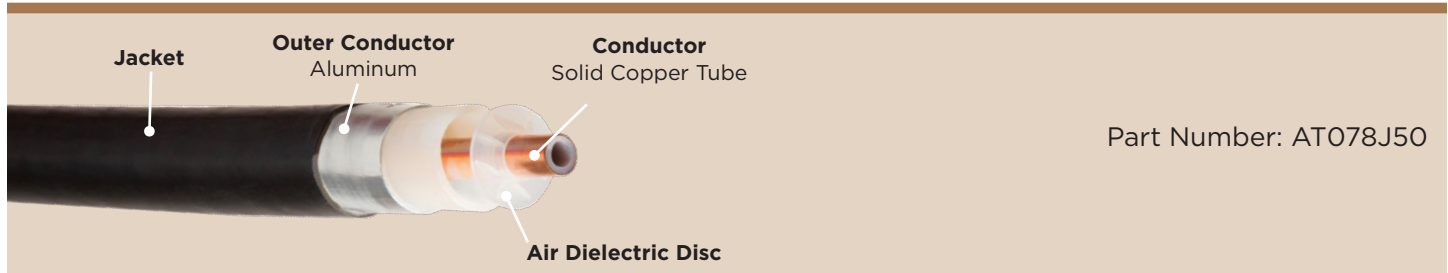 Jacket
Outer Conductor
Aluminum
Conductor
Solid Copper Tube
Part Number: AT078J50
Air Dielectric Disc